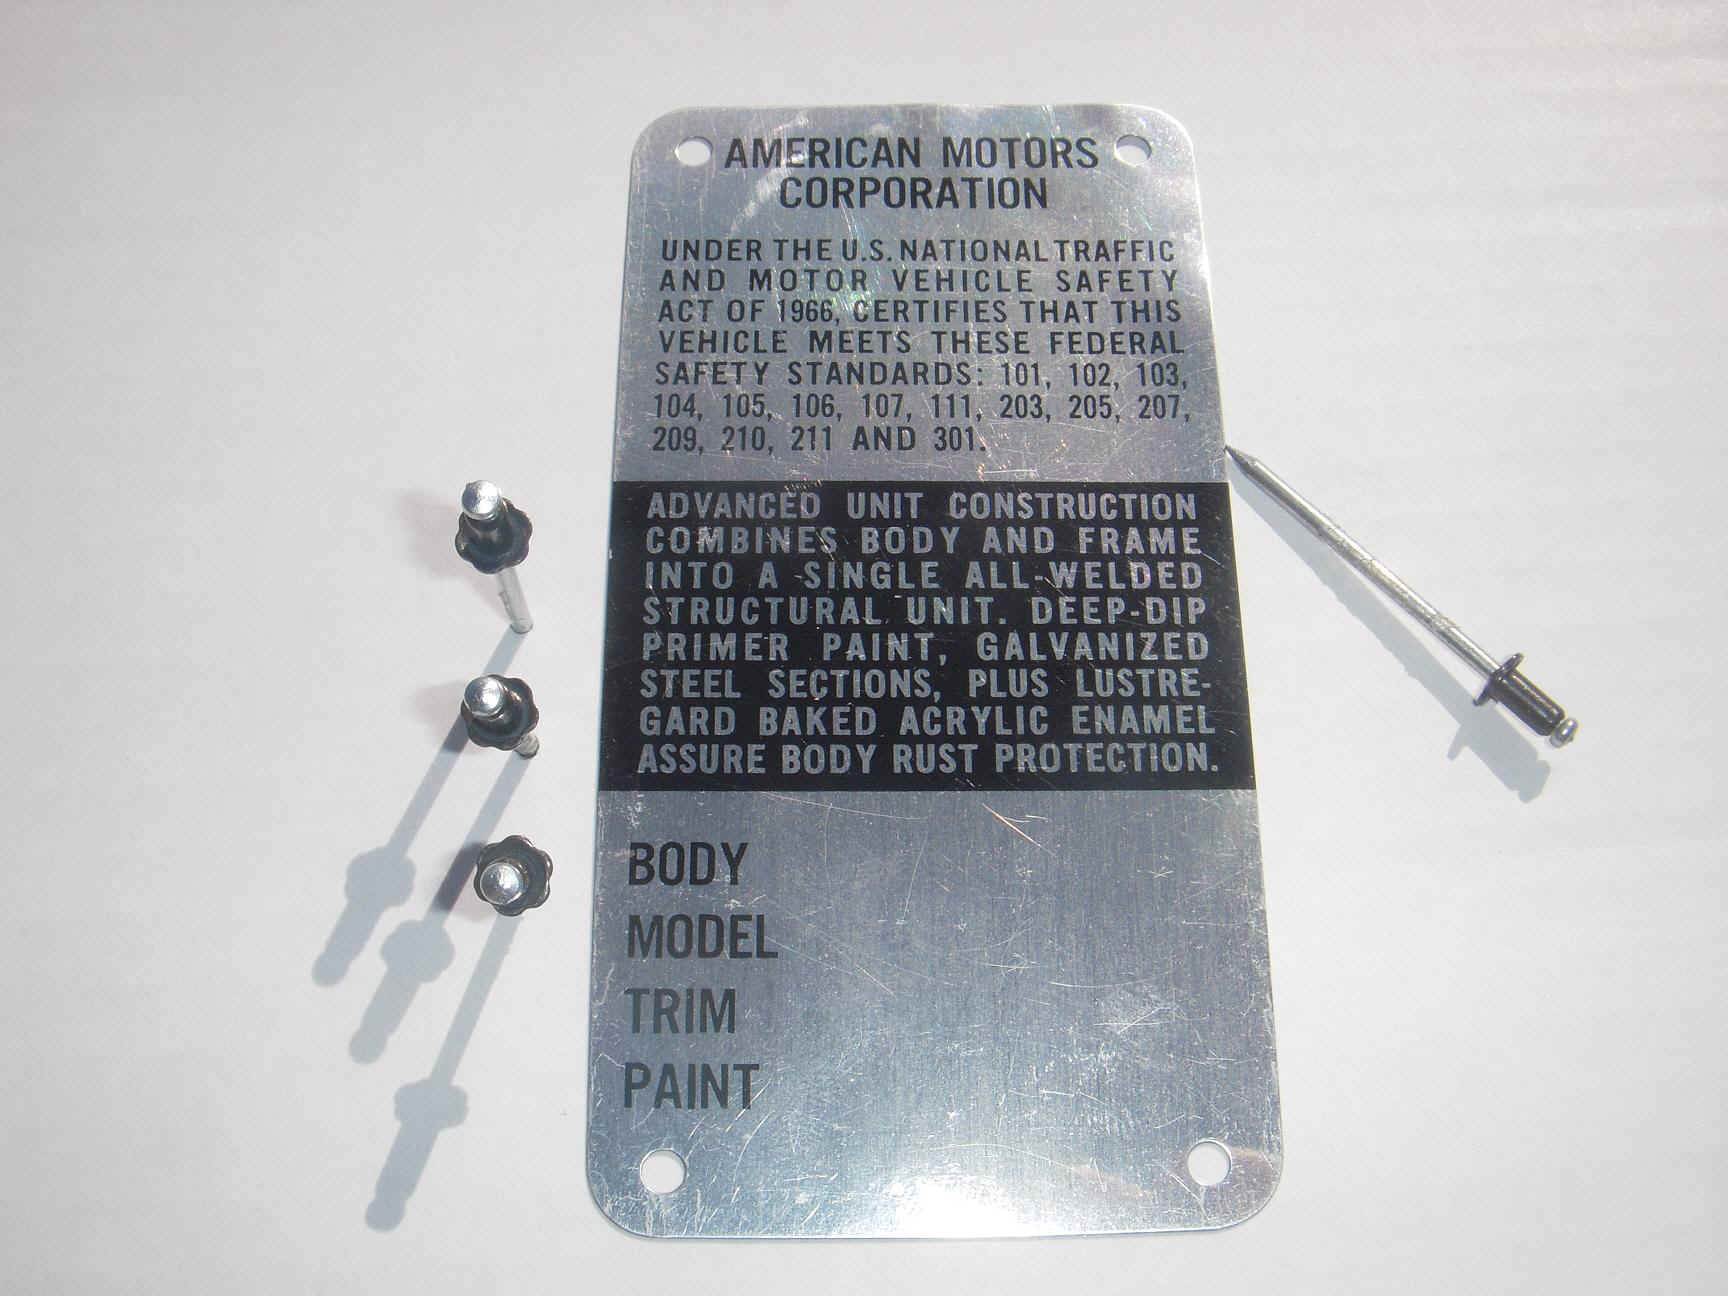 AMERICAN MOTORS
CORPORATION
UNDER THE U.S. NATIONAL TRAFFIC
AND MOTOR VEHICLE SAFETY
ACT OF 1966, CERTIFIES THAT THIS
VEHICLE MEETS THESE FEDERAL
SAFETY STANDARDS: 101, 102, 103,
104, 105, 106, 107, 111, 203, 205, 207,
209, 210, 211 AND 301.
ADVANCED UNIT CONSTRUCTION
COMBINES BODY AND FRAME
INTO A SINGLE ALL-WELDED
STRUCTURAL UNIT. DEEP-DIP
PRIMER PAINT, GALVANIZED
STEEL SECTIONS, PLUS LUSTRE-
GARD BAKED ACRYLIC ENAMEL
ASSURE BODY RUST PROTECTION.
BODY
MODEL
TRIM
PAINT